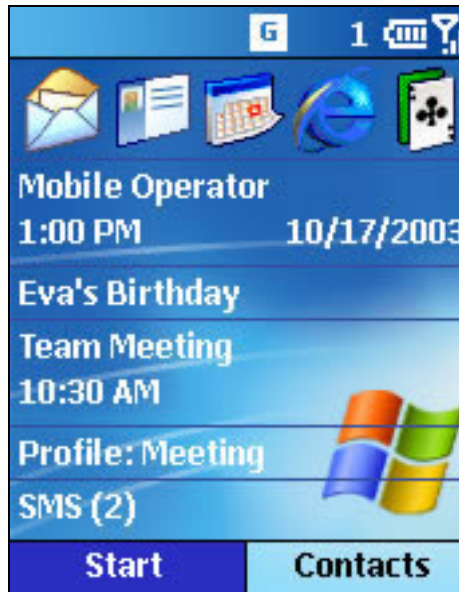 G 1
Mobile Operator
1:00 PM 10/17/2003
Eva's Birthday
Team Meeting
10:30 AM
Profile: Meeting
SMS (2)
Start Contacts